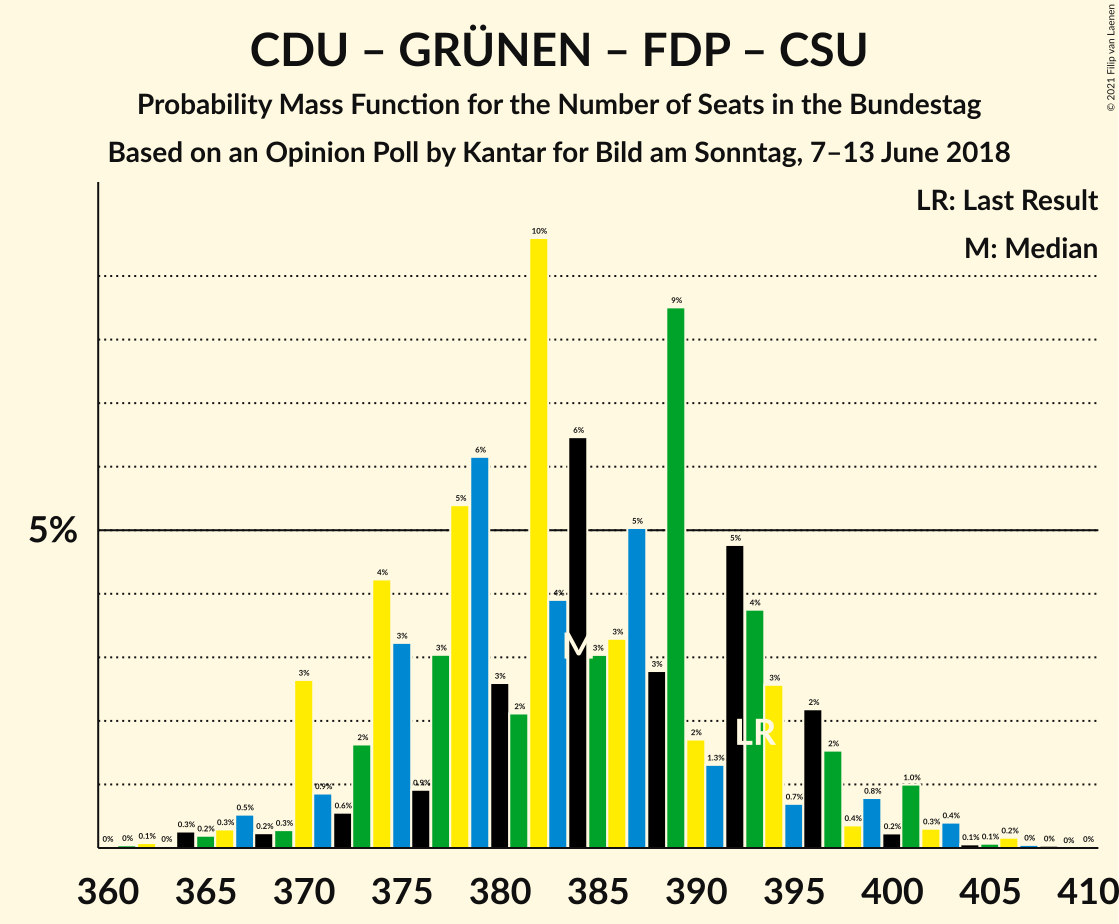 CDU – GRÜNEN – FDP – CSU
Probability Mass Function for the Number of Seats in the Bundestag
Based on an Opinion Poll by Kantar for Bild am Sonntag, 7–13 June 2018
© 2021 Filip van Laenen
LR: Last Result
M: Median
5%
0% 0% 0.1% 0% 0.3% 0.2% 0.3% 0.5% 0.2% 0.3% 3% 0.9% 0.6% 2% 4% 3% 0.9% 3% 5% 6% 3% 2% 10% 4% 6% 3% 3% 5% 3% 9% 2% 1.3% 5% 4% 3% 0.7% 2% 2% 0.4% 0.8% 0.2% 1.0% 0.3% 0.4% 0.1% 0.1% 0.2% 0% 0% 0% 0%
M
LR
360 365 370 375 380 385 390 395 400 405 410